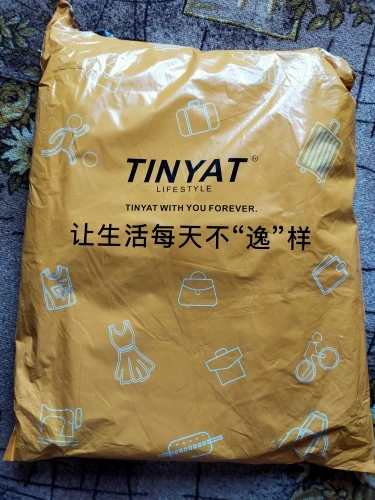 TINYAT®
LIFESTYLE
TINYAT WITH YOU FOREVER.
让生活每天不“逸”样